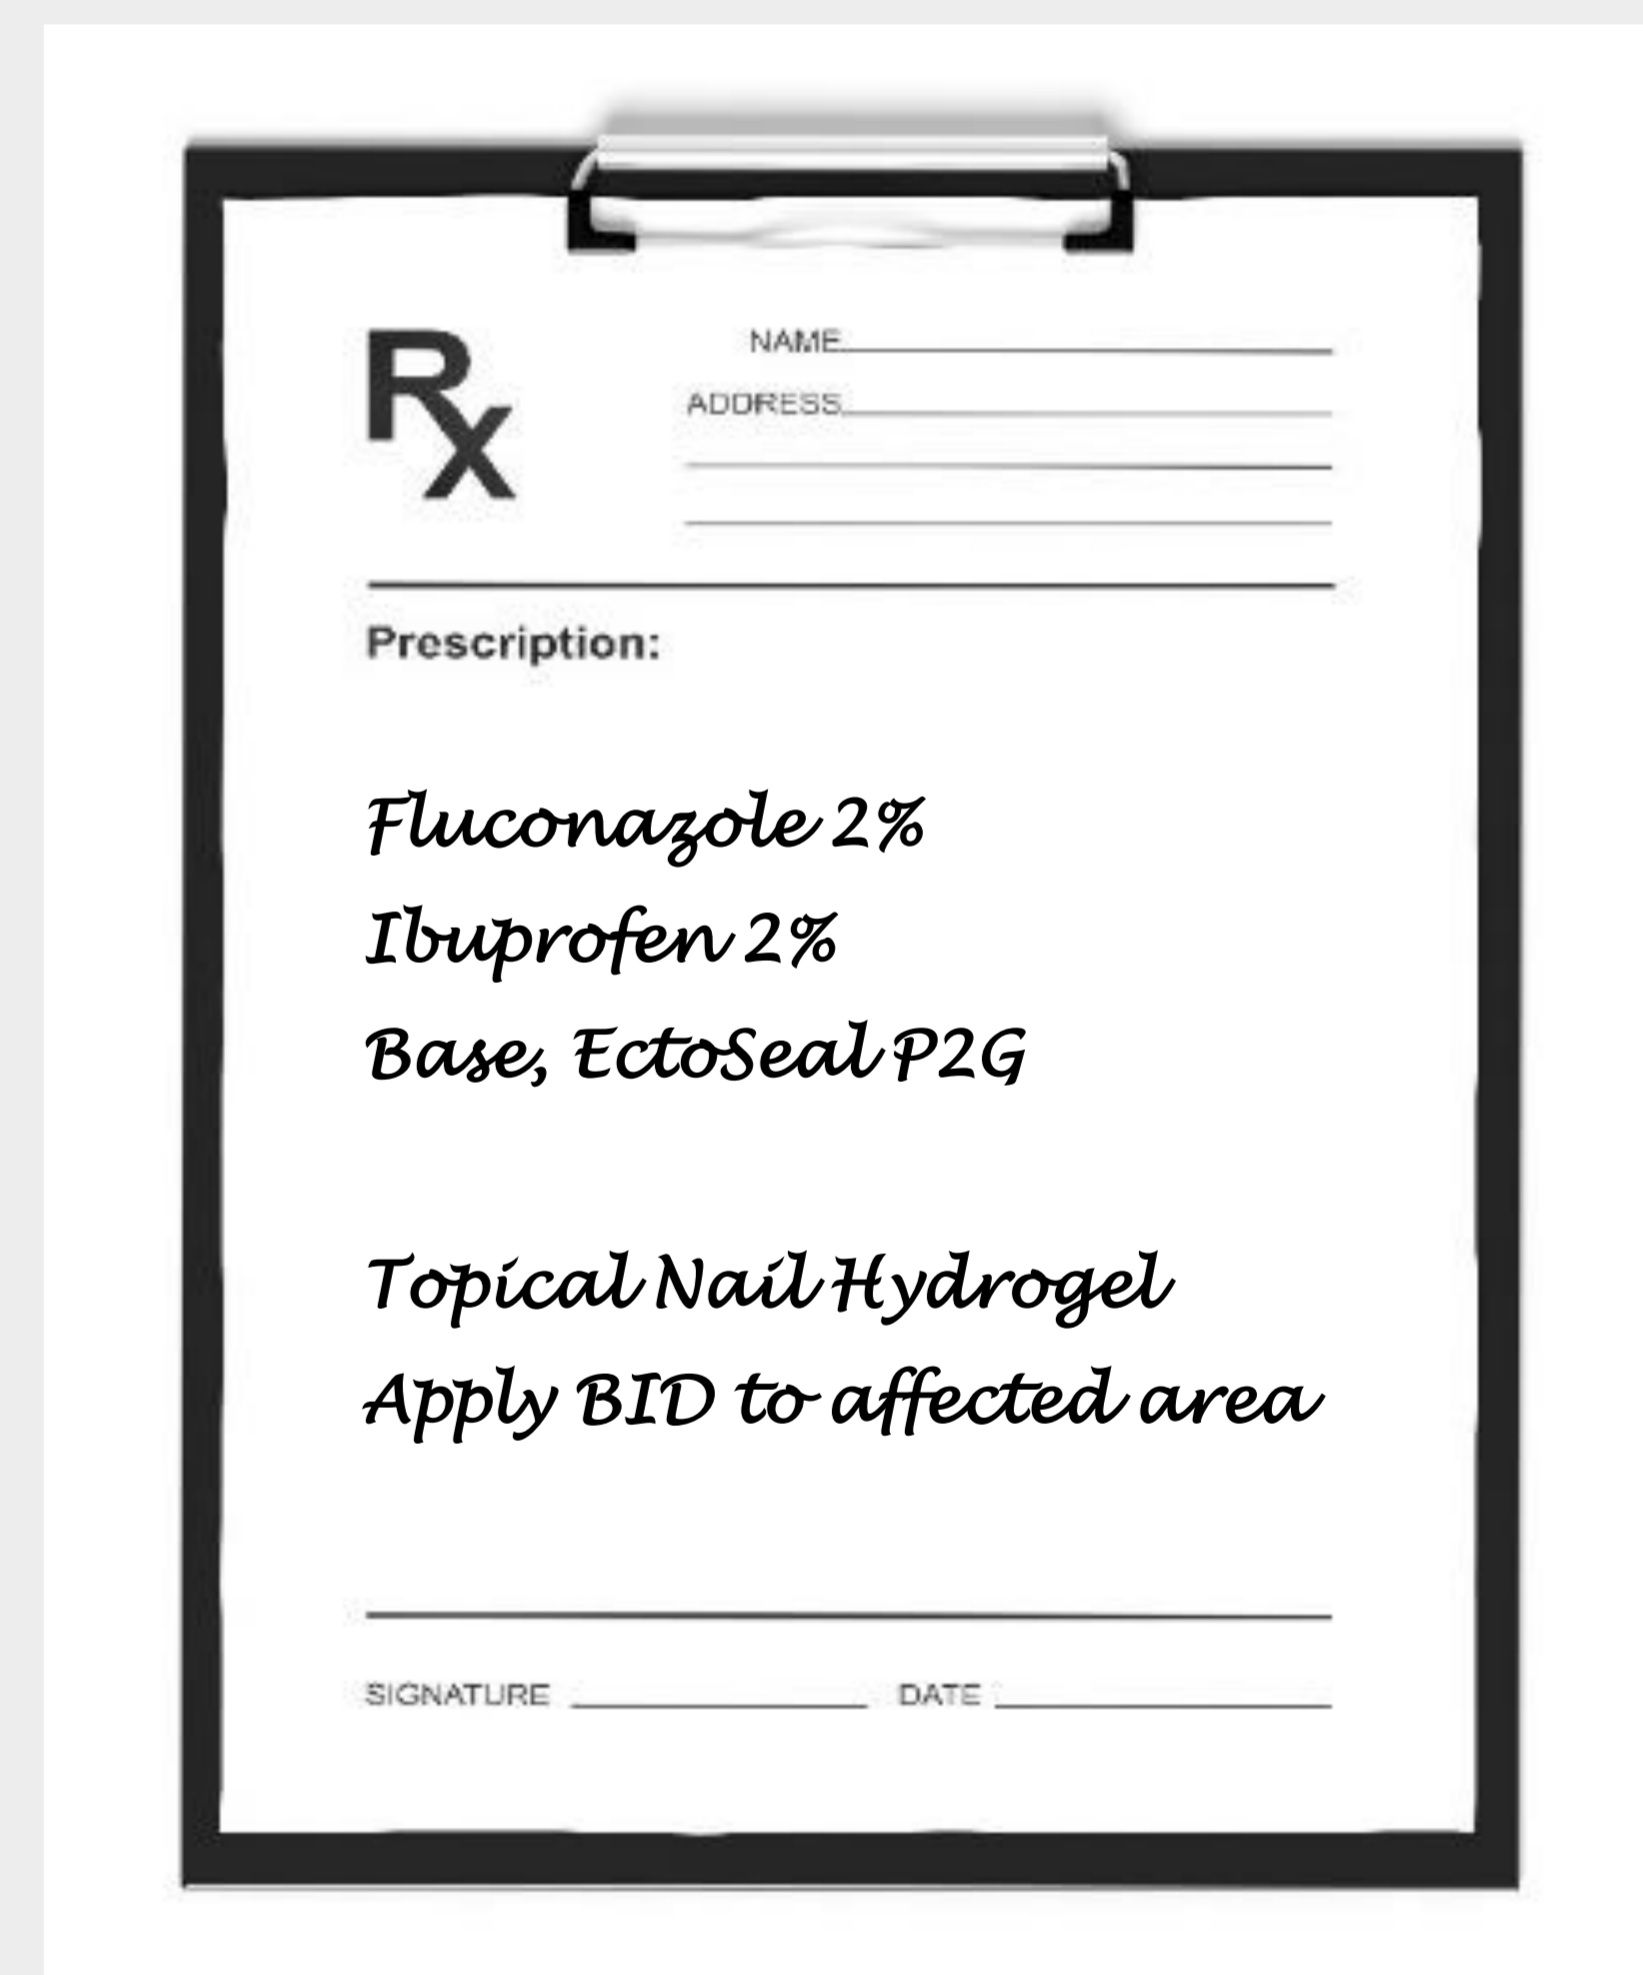 Rx
NAME
ADDRESS
Prescription:
Fluconazole 2%
Ibuprofen 2%
Base, EctoSeal P2G
Topical Nail Hydrogel
Apply BID to affected area
SIGNATURE DATE